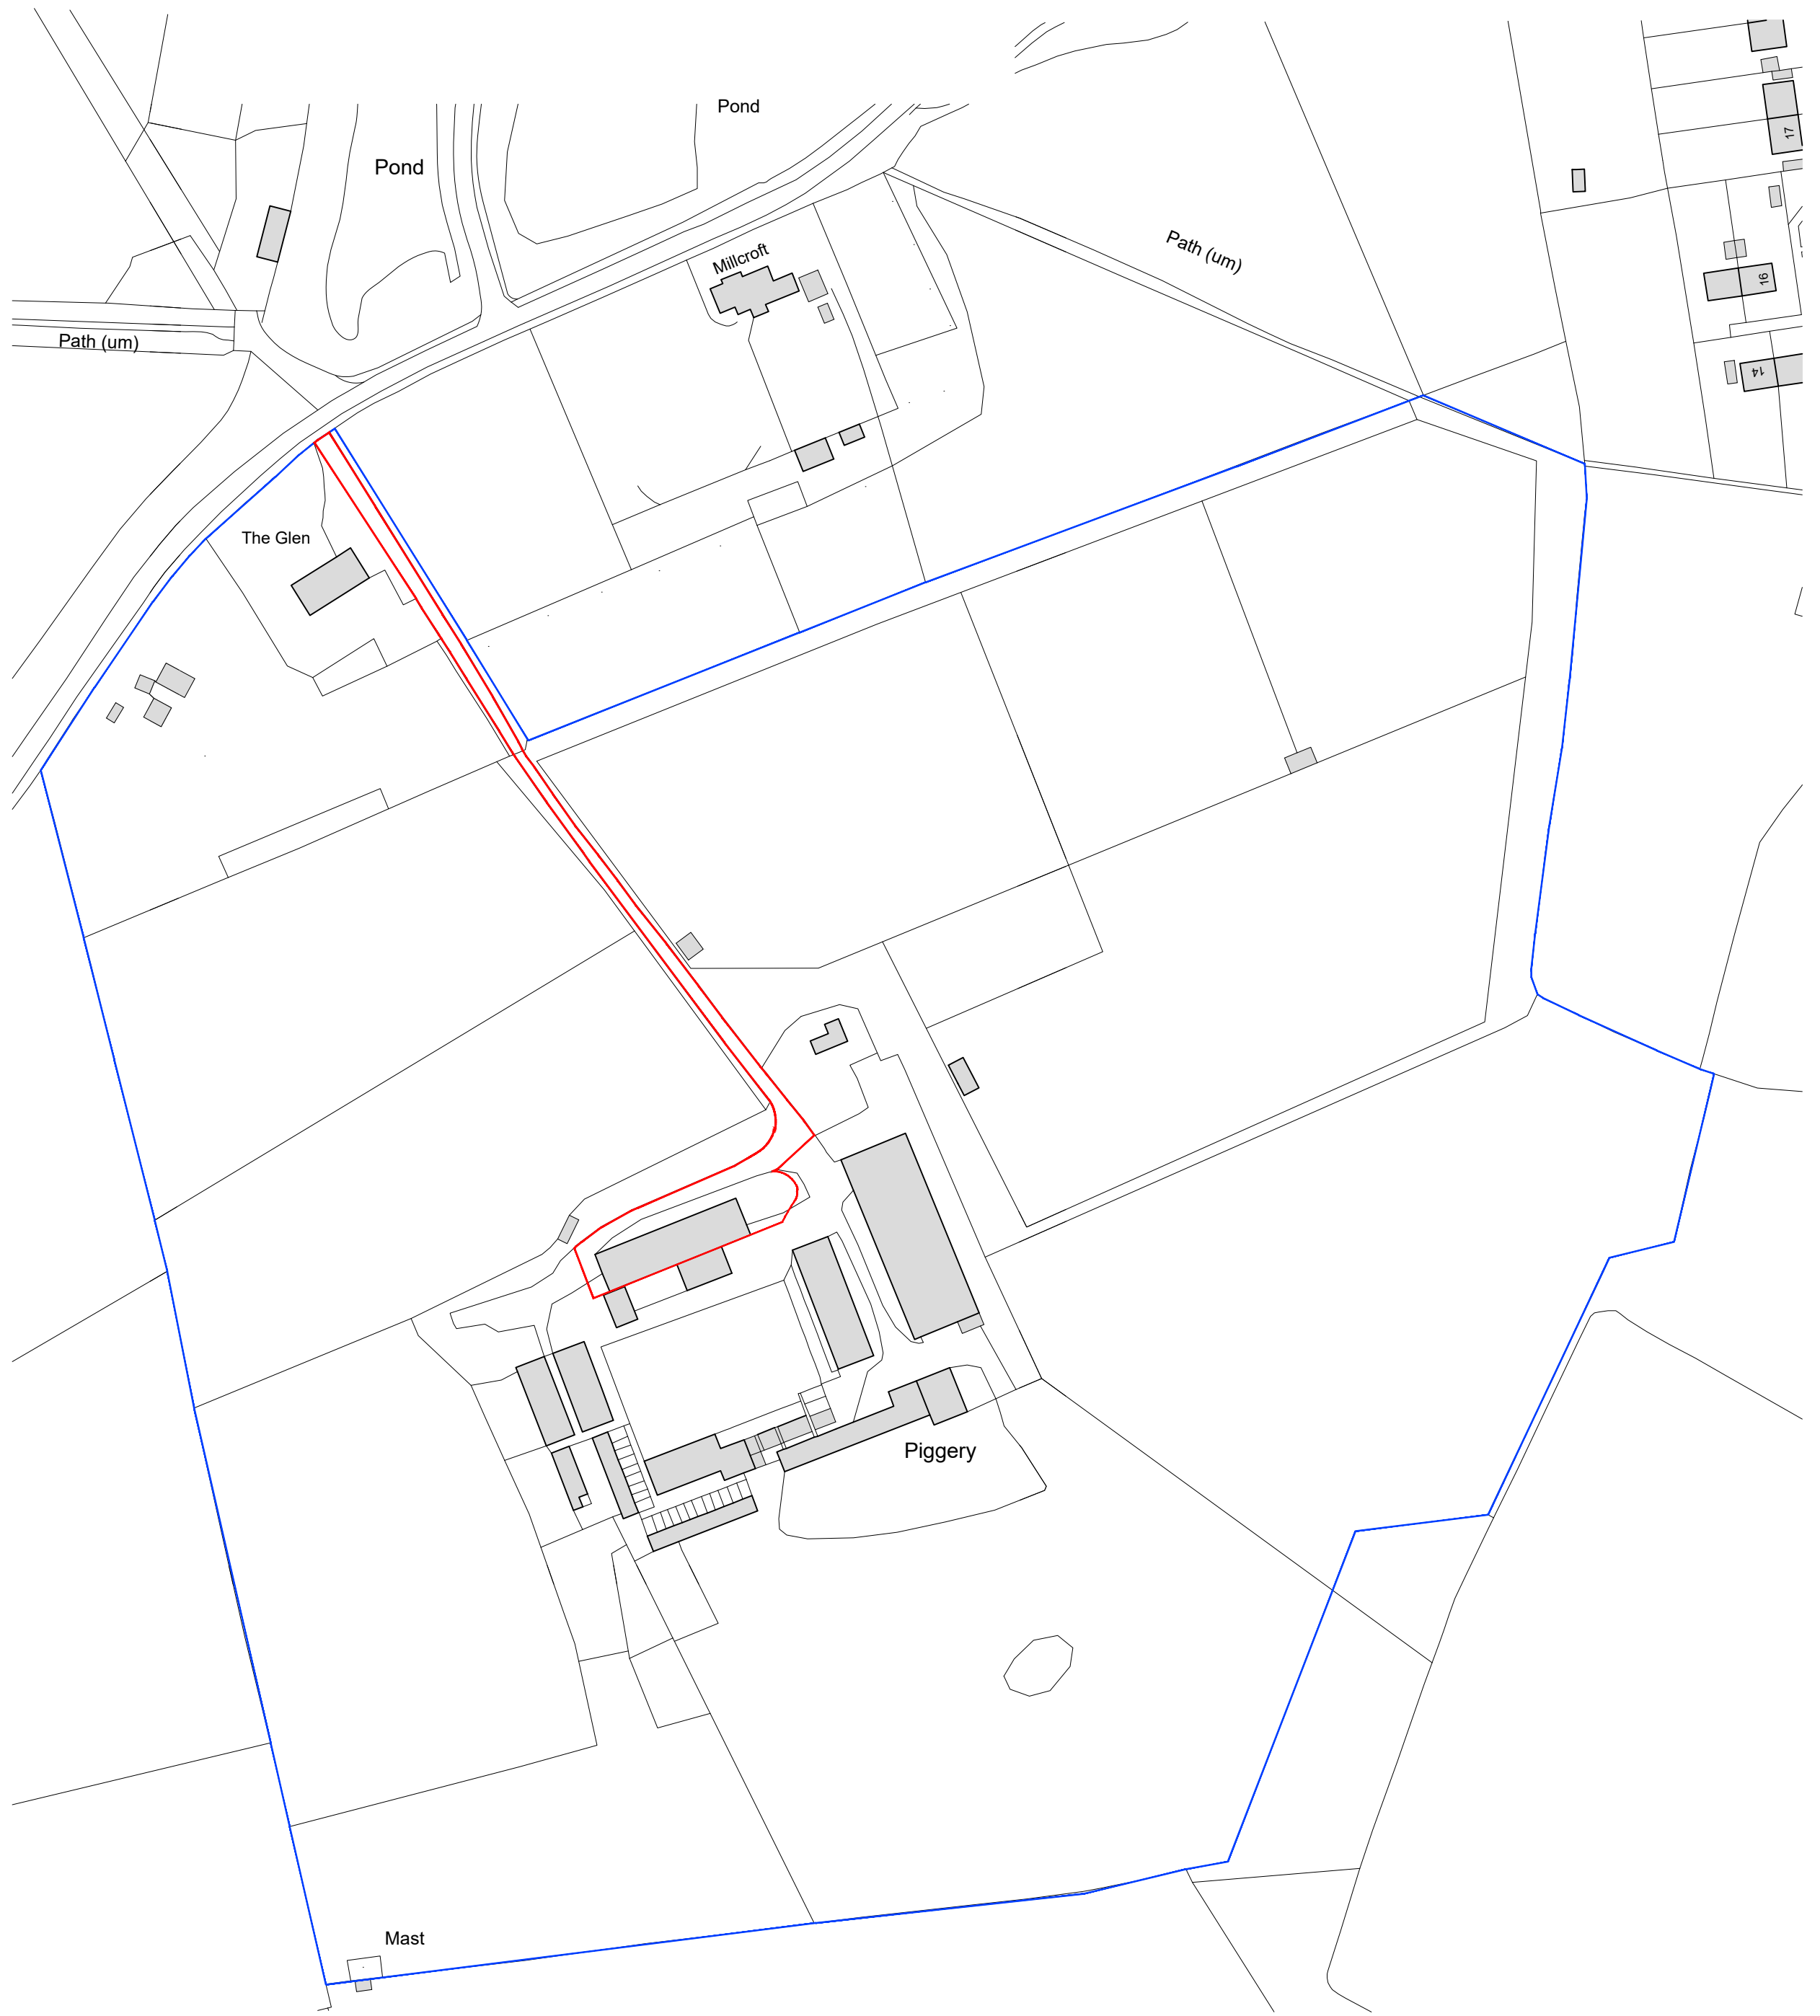 Pond
Pond
17
Path (um)
Millcroft
16
Path (um)
14
The Glen
Piggery
Mast